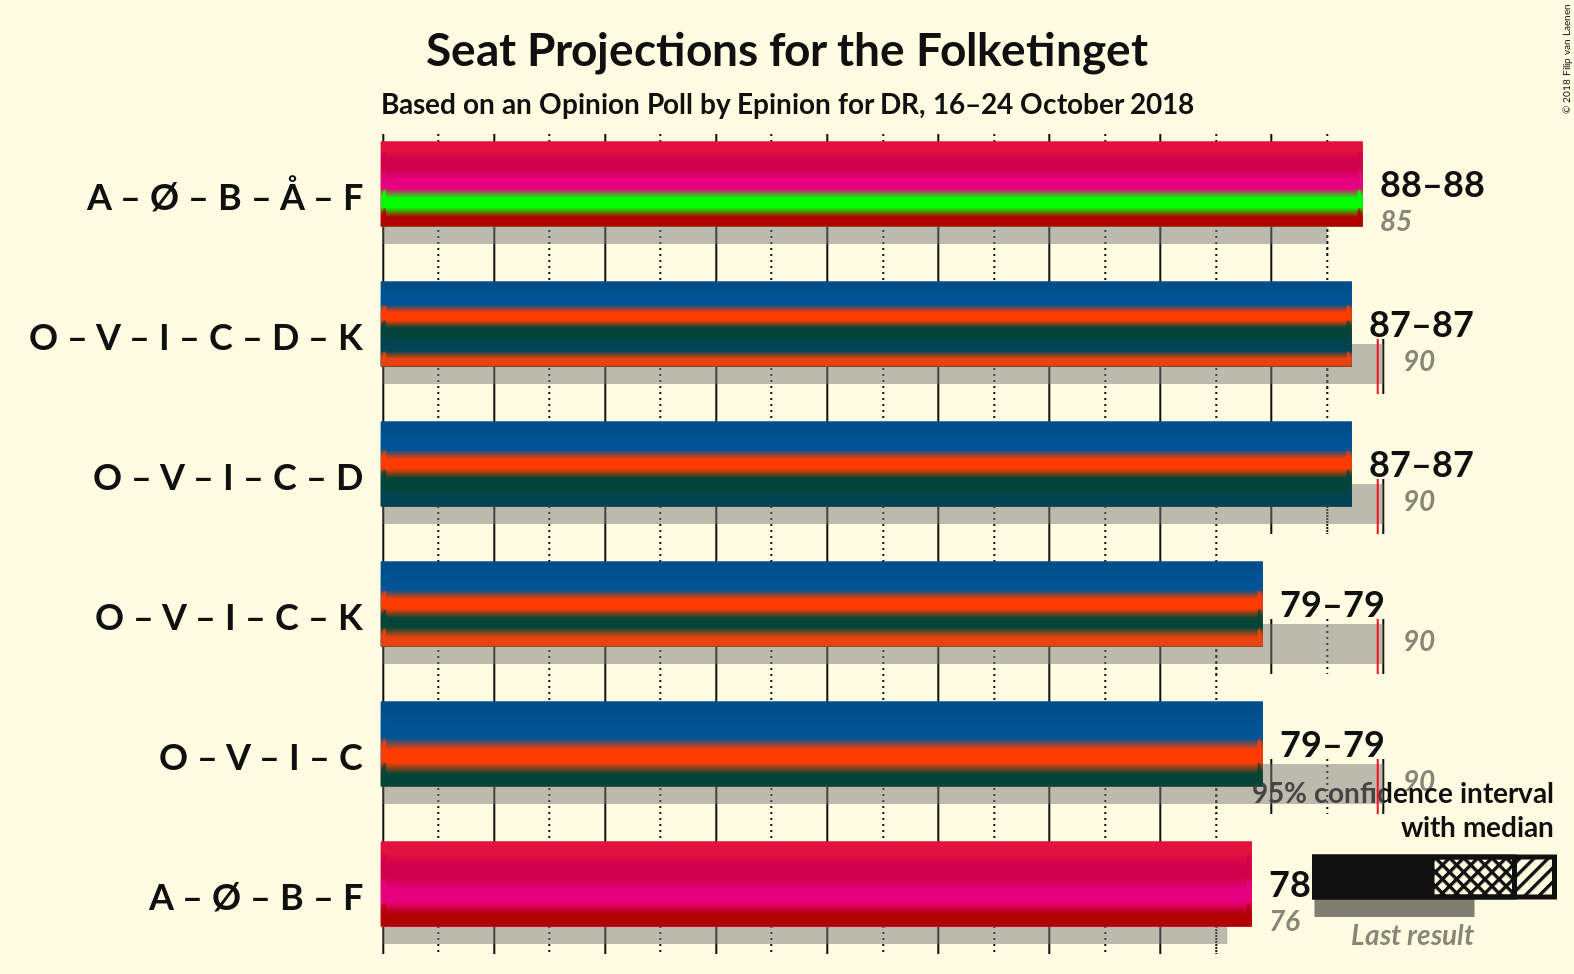 Seat Projections for the Folketinget
Based on an Opinion Poll by Epinion for DR, 16–24 October 2018
© 2018 Filip van Laenen
A – Ø – B – Å – F
88–88
85
O – V – I – C – D – K
87–87
90
O – V – I – C – D
87–87
90
O – V – I – C – K
79–79
90
O – V – I – C
79–79
90
95% confidence interval
with median
A – Ø – B – F
78
76
Last result